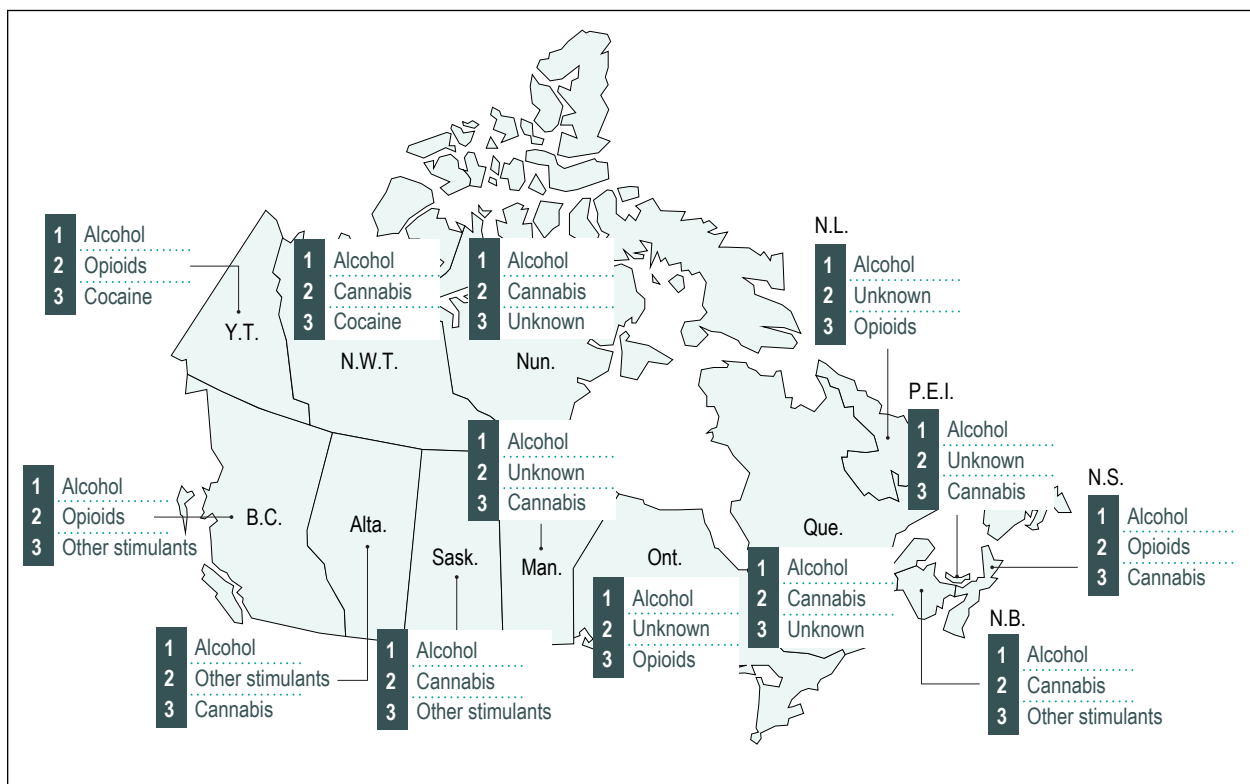 N.L.
1 Alcohol
2 Opioids
3 Cocaine
1 Alcohol
2 Cannabis
3 Cocaine
1 Alcohol
2 Cannabis
3 Unknown
1 Alcohol
2 Unknown
3 Opioids
Y.T.
N.W.T.
Nun.
P.E.I.
1 Alcohol
2 Unknown
3 Cannabis
1 Alcohol
2 Unknown
3 Cannabis
N.S.
1 Alcohol
2 Opioids
3 Other stimulants
B.C.
Alta.
Sask.
Man.
Ont.
Que.
1 Alcohol
2 Opioids
3 Cannabis
1 Alcohol
2 Cannabis
3 Unknown
1 Alcohol
2 Unknown
3 Opioids
N.B.
1 Alcohol
2 Other stimulants
3 Cannabis
1 Alcohol
2 Cannabis
3 Other stimulants
1 Alcohol
2 Cannabis
3 Other stimulants